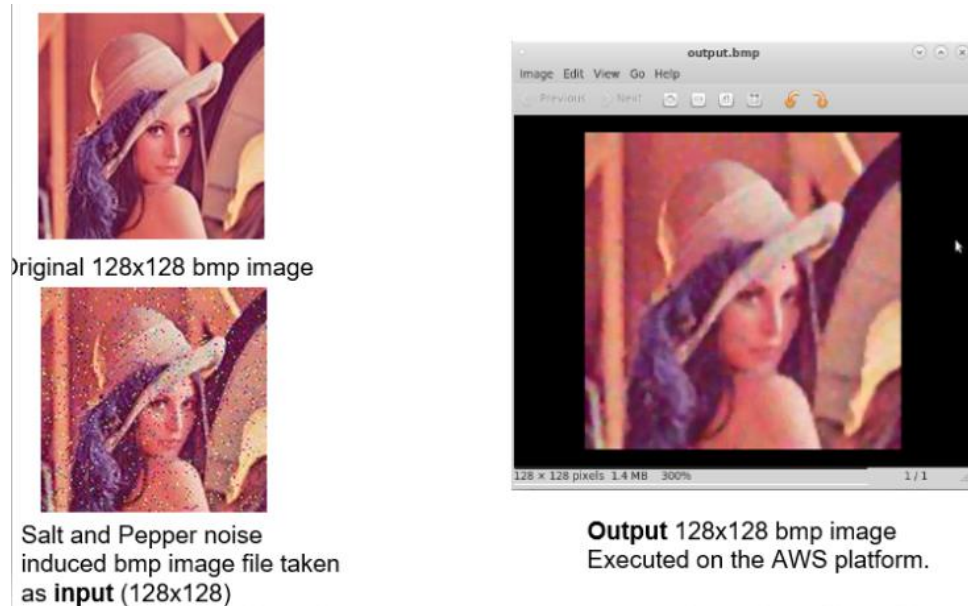 Original 128x128 bmp image
Salt and Pepper noise
induced bmp image file taken
as input (128x128)
output.bmp
Image Edit View Go Help
Previous Next
128 × 128 pixels 1.4 MB 300%
1 / 1
Output 128x128 bmp image
Executed on the AWS platform.